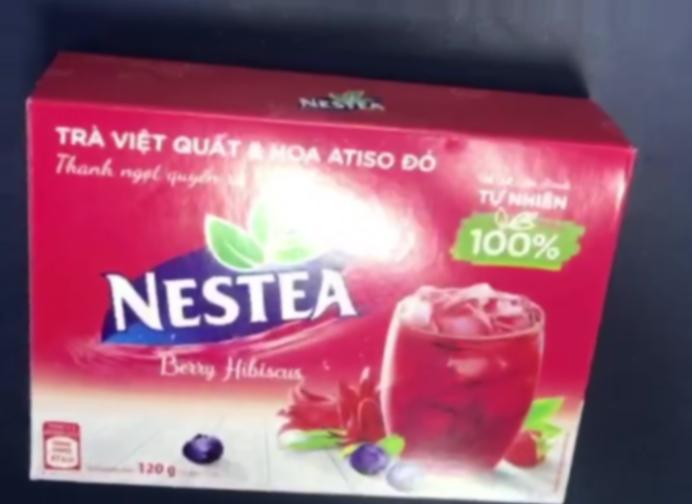 NESTEA
TRÀ VIỆT QUẤT & HOA ATISO ĐỎ
Thanh ngọt quyến
TỰ NHIÊN
100%
NESTEA
Berry Hibiscus
120 g